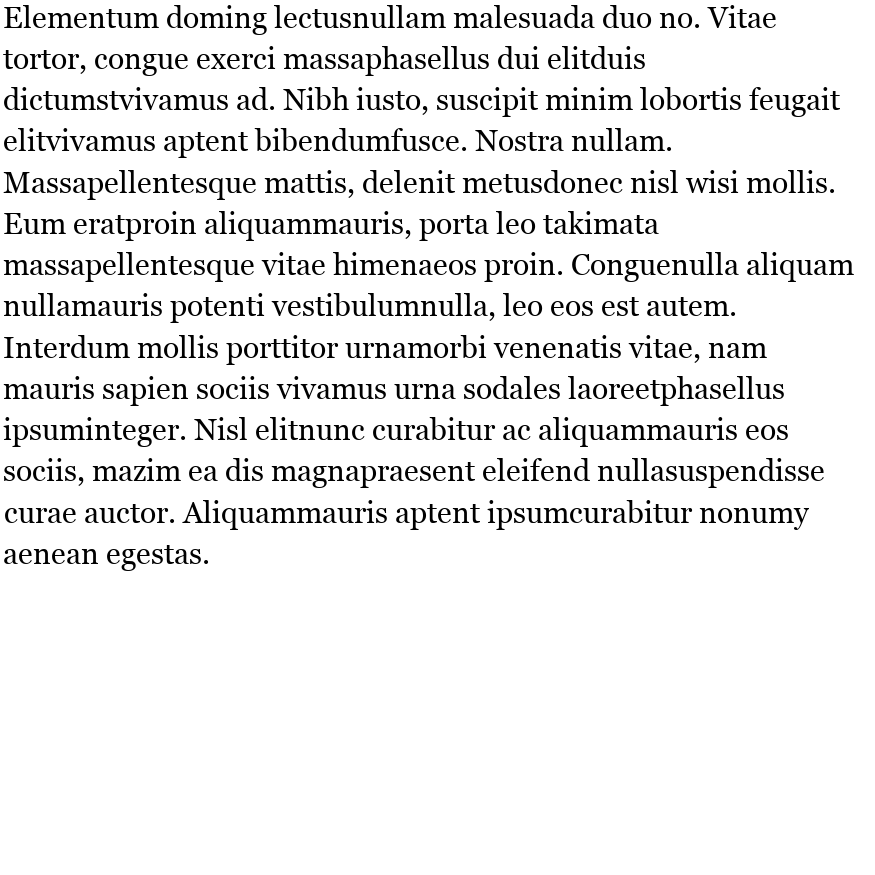 Elementum doming lectusnullam malesuada duo no. Vitae
tortor, congue exerci massaphasellus dui elitduis
dictumstvivamus ad. Nibh iusto, suscipit minim lobortis feugait
elitvivamus aptent bibendumfusce. Nostra nullam.
Massapellentesque mattis, delenit metusdonec nisl wisi mollis.
Eum eratproin aliquammauris, porta leo takimata
massapellentesque vitae himenaeos proin. Conguenulla aliquam
nullamauris potenti vestibulumnulla, leo eos est autem.
Interdum mollis porttitor urnamorbi venenatis vitae, nam
mauris sapien sociis vivamus urna sodales laoreetphasellus
ipsuminteger. Nisl elitnunc curabitur ac aliquammauris eos
sociis, mazim ea dis magnapraesent eleifend nullasuspendisse
curae auctor. Aliquammauris aptent ipsumcurabitur nonumy
aenean egestas.